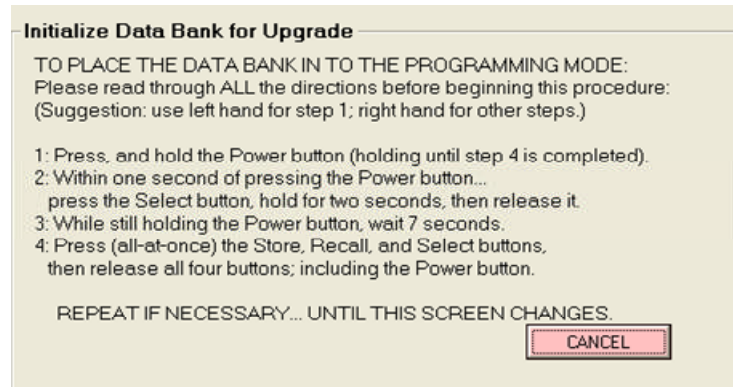 Initialize Data Bank for Upgrade
TO PLACE THE DATA BANK IN TO THE PROGRAMMING MODE:
Please read through ALL the directions before beginning this procedure:
(Suggestion: use left hand for step 1; right hand for other steps.)
1: Press, and hold the Power button (holding until step 4 is completed).
2: Within one second of pressing the Power button...
press the Select button, hold for two seconds, then release it.
3: While still holding the Power button, wait 7 seconds.
4: Press (all-at-once) the Store, Recall, and Select buttons,
then release all four buttons; including the Power button.
REPEAT IF NECESSARY... UNTIL THIS SCREEN CHANGES.
CANCEL